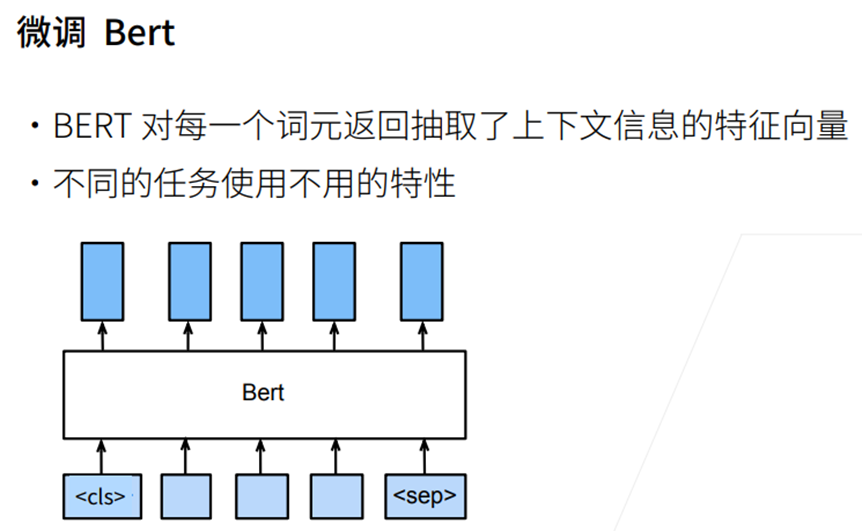 微调 Bert
・BERT 对每一个词元返回抽取了上下文信息的特征向量
・不同的任务使用不用的特性
Bert
<cls>
<sep>